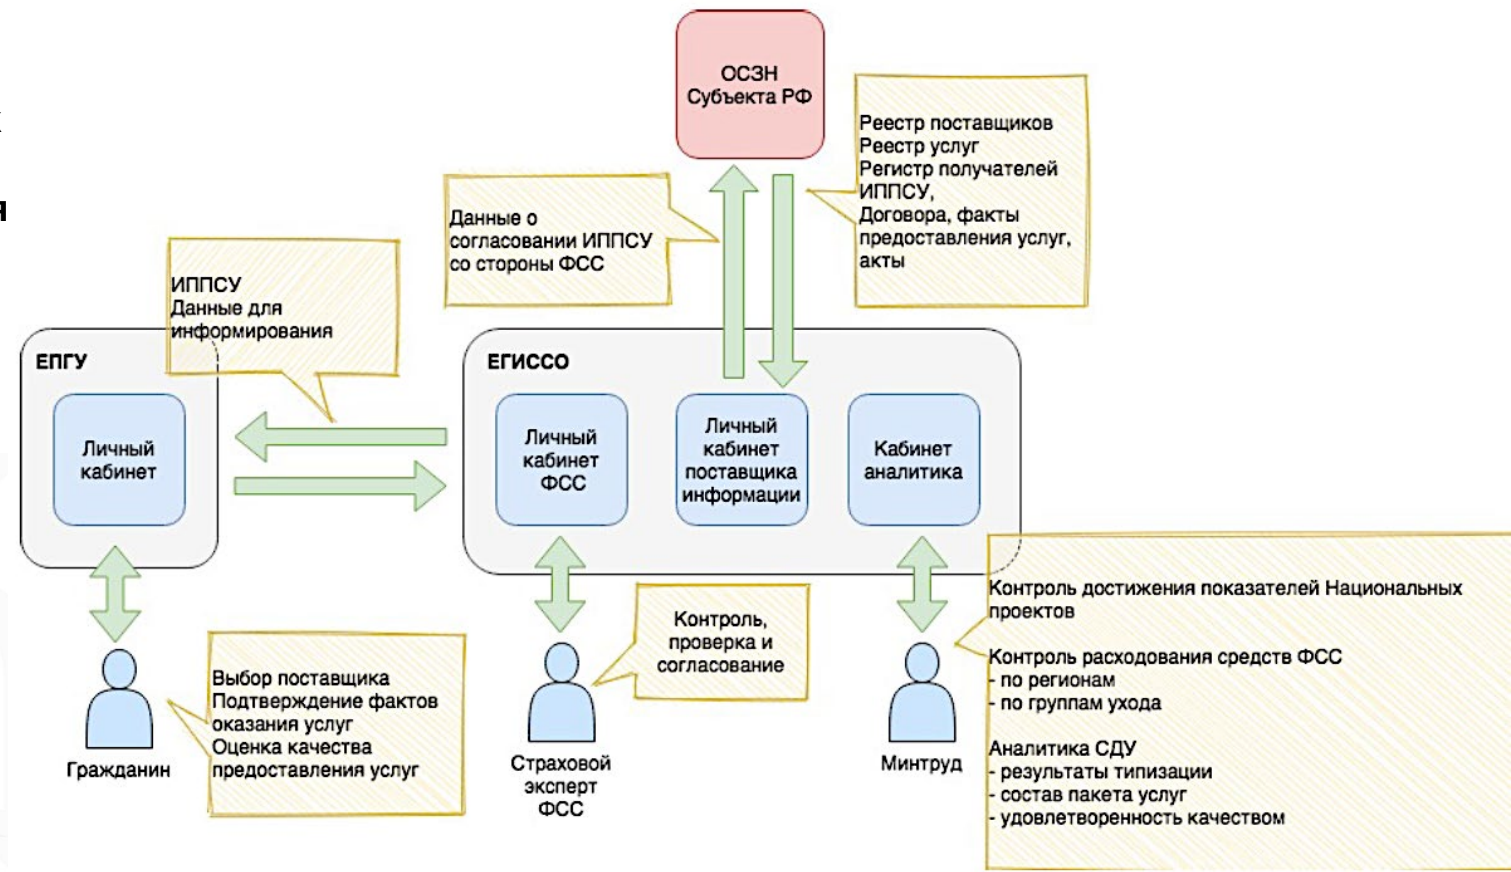 ОСЗН
Субъекта РФ
Реестр поставщиков
Реестр услуг
Регистр получателей
ИППСУ,
Договора, факты
предоставления услуг,
акты
Данные о
согласовании ИППСУ
со стороны ФСС
я
ИППСУ
Данные для
информирования
ЕПГУ
Личный
кабинет
ЕГИССО
Личный
кабинет
ФСС
Личный
кабинет
поставщика
информации
Кабинет
аналитика
Гражданин
Выбор поставщика
Подтверждение фактов
оказания услуг
Оценка качества
предоставления услуг
Страховой
эксперт
ФСС
Контроль,
проверка и
согласование
Минтруд
Контроль достижения показателей Национальных
проектов
Контроль расходования средств ФСС
- по регионам
- по группам ухода
Аналитика СДУ
- результаты типизации
- состав пакета услуг
- удовлетворенность качеством